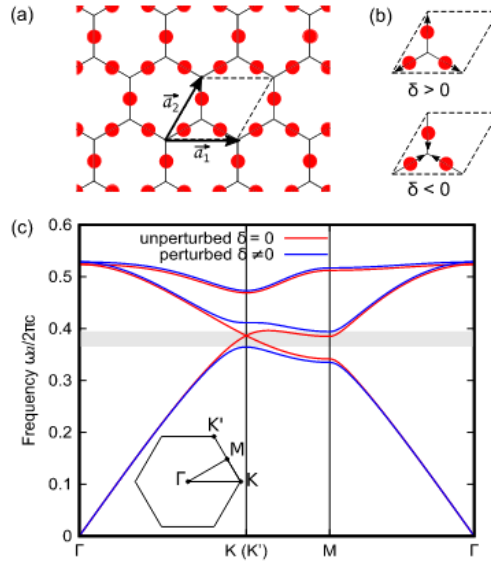 (a)
(b)
a⃗₂
a⃗₁
δ > 0
δ < 0
(c)
0.6
0.5
0.4
0.3
0.2
0.1
0
Frequency ωa/2πc
unperturbed δ = 0
perturbed δ ≠ 0
K'
M
Γ
K
Γ
K (K')
M
Γ